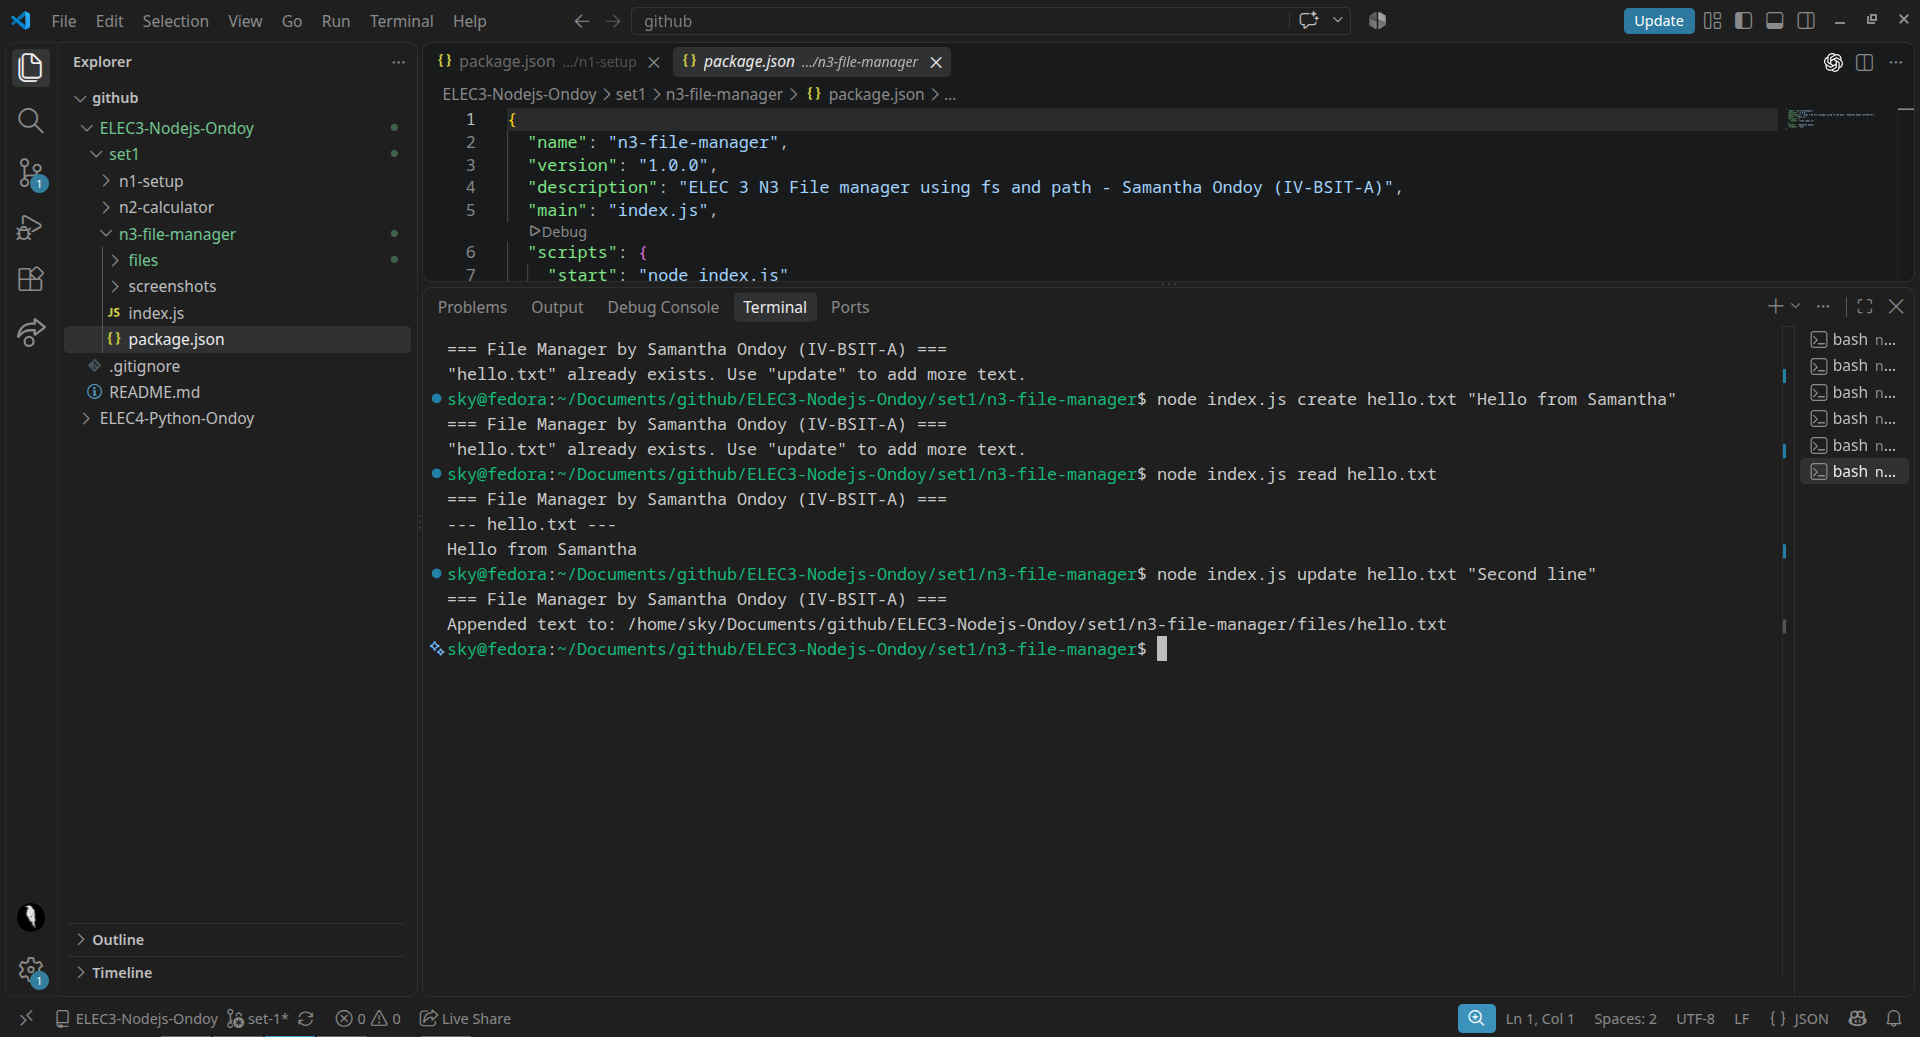 File Edit Selection View Go Run Terminal Help
github
Update
Explorer
github
ELEC3-Nodejs-Ondoy
set1
n1-setup
n2-calculator
n3-file-manager
files
screenshots
JS index.js
{} package.json
.gitignore
README.md
ELEC4-Python-Ondoy
Outline
Timeline
1
1
{} package.json .../n1-setup
{} package.json .../n3-file-manager
ELEC3-Nodejs-Ondoy > set1 > n3-file-manager > {} package.json > ...
1 {
2 "name": "n3-file-manager",
3 "version": "1.0.0",
4 "description": "ELEC 3 N3 File manager using fs and path - Samantha Ondoy (IV-BSIT-A)",
5 "main": "index.js",
Debug
6 "scripts": {
7 "start": "node index.js"
Problems Output Debug Console Terminal Ports
=== File Manager by Samantha Ondoy (IV-BSIT-A) ===
"hello.txt" already exists. Use "update" to add more text.
sky@fedora:~/Documents/github/ELEC3-Nodejs-Ondoy/set1/n3-file-manager$ node index.js create hello.txt "Hello from Samantha"
=== File Manager by Samantha Ondoy (IV-BSIT-A) ===
"hello.txt" already exists. Use "update" to add more text.
sky@fedora:~/Documents/github/ELEC3-Nodejs-Ondoy/set1/n3-file-manager$ node index.js read hello.txt
=== File Manager by Samantha Ondoy (IV-BSIT-A) ===
--- hello.txt ---
Hello from Samantha
sky@fedora:~/Documents/github/ELEC3-Nodejs-Ondoy/set1/n3-file-manager$ node index.js update hello.txt "Second line"
=== File Manager by Samantha Ondoy (IV-BSIT-A) ===
Appended text to: /home/sky/Documents/github/ELEC3-Nodejs-Ondoy/set1/n3-file-manager/files/hello.txt
sky@fedora:~/Documents/github/ELEC3-Nodejs-Ondoy/set1/n3-file-manager$
bash n...
bash n...
bash n...
bash n...
bash n...
bash n...
ELEC3-Nodejs-Ondoy set-1* 0 0 Live Share
Ln 1, Col 1 Spaces: 2 UTF-8 LF {} JSON